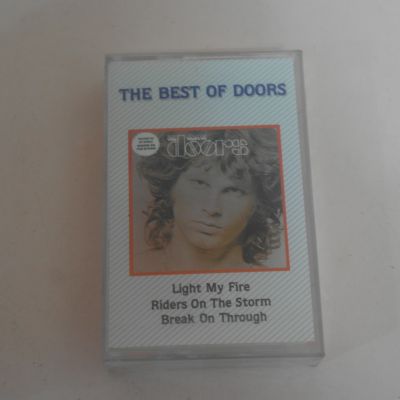 THE BEST OF DOORS
the doors
Light My Fire
Riders On The Storm
Break On Through